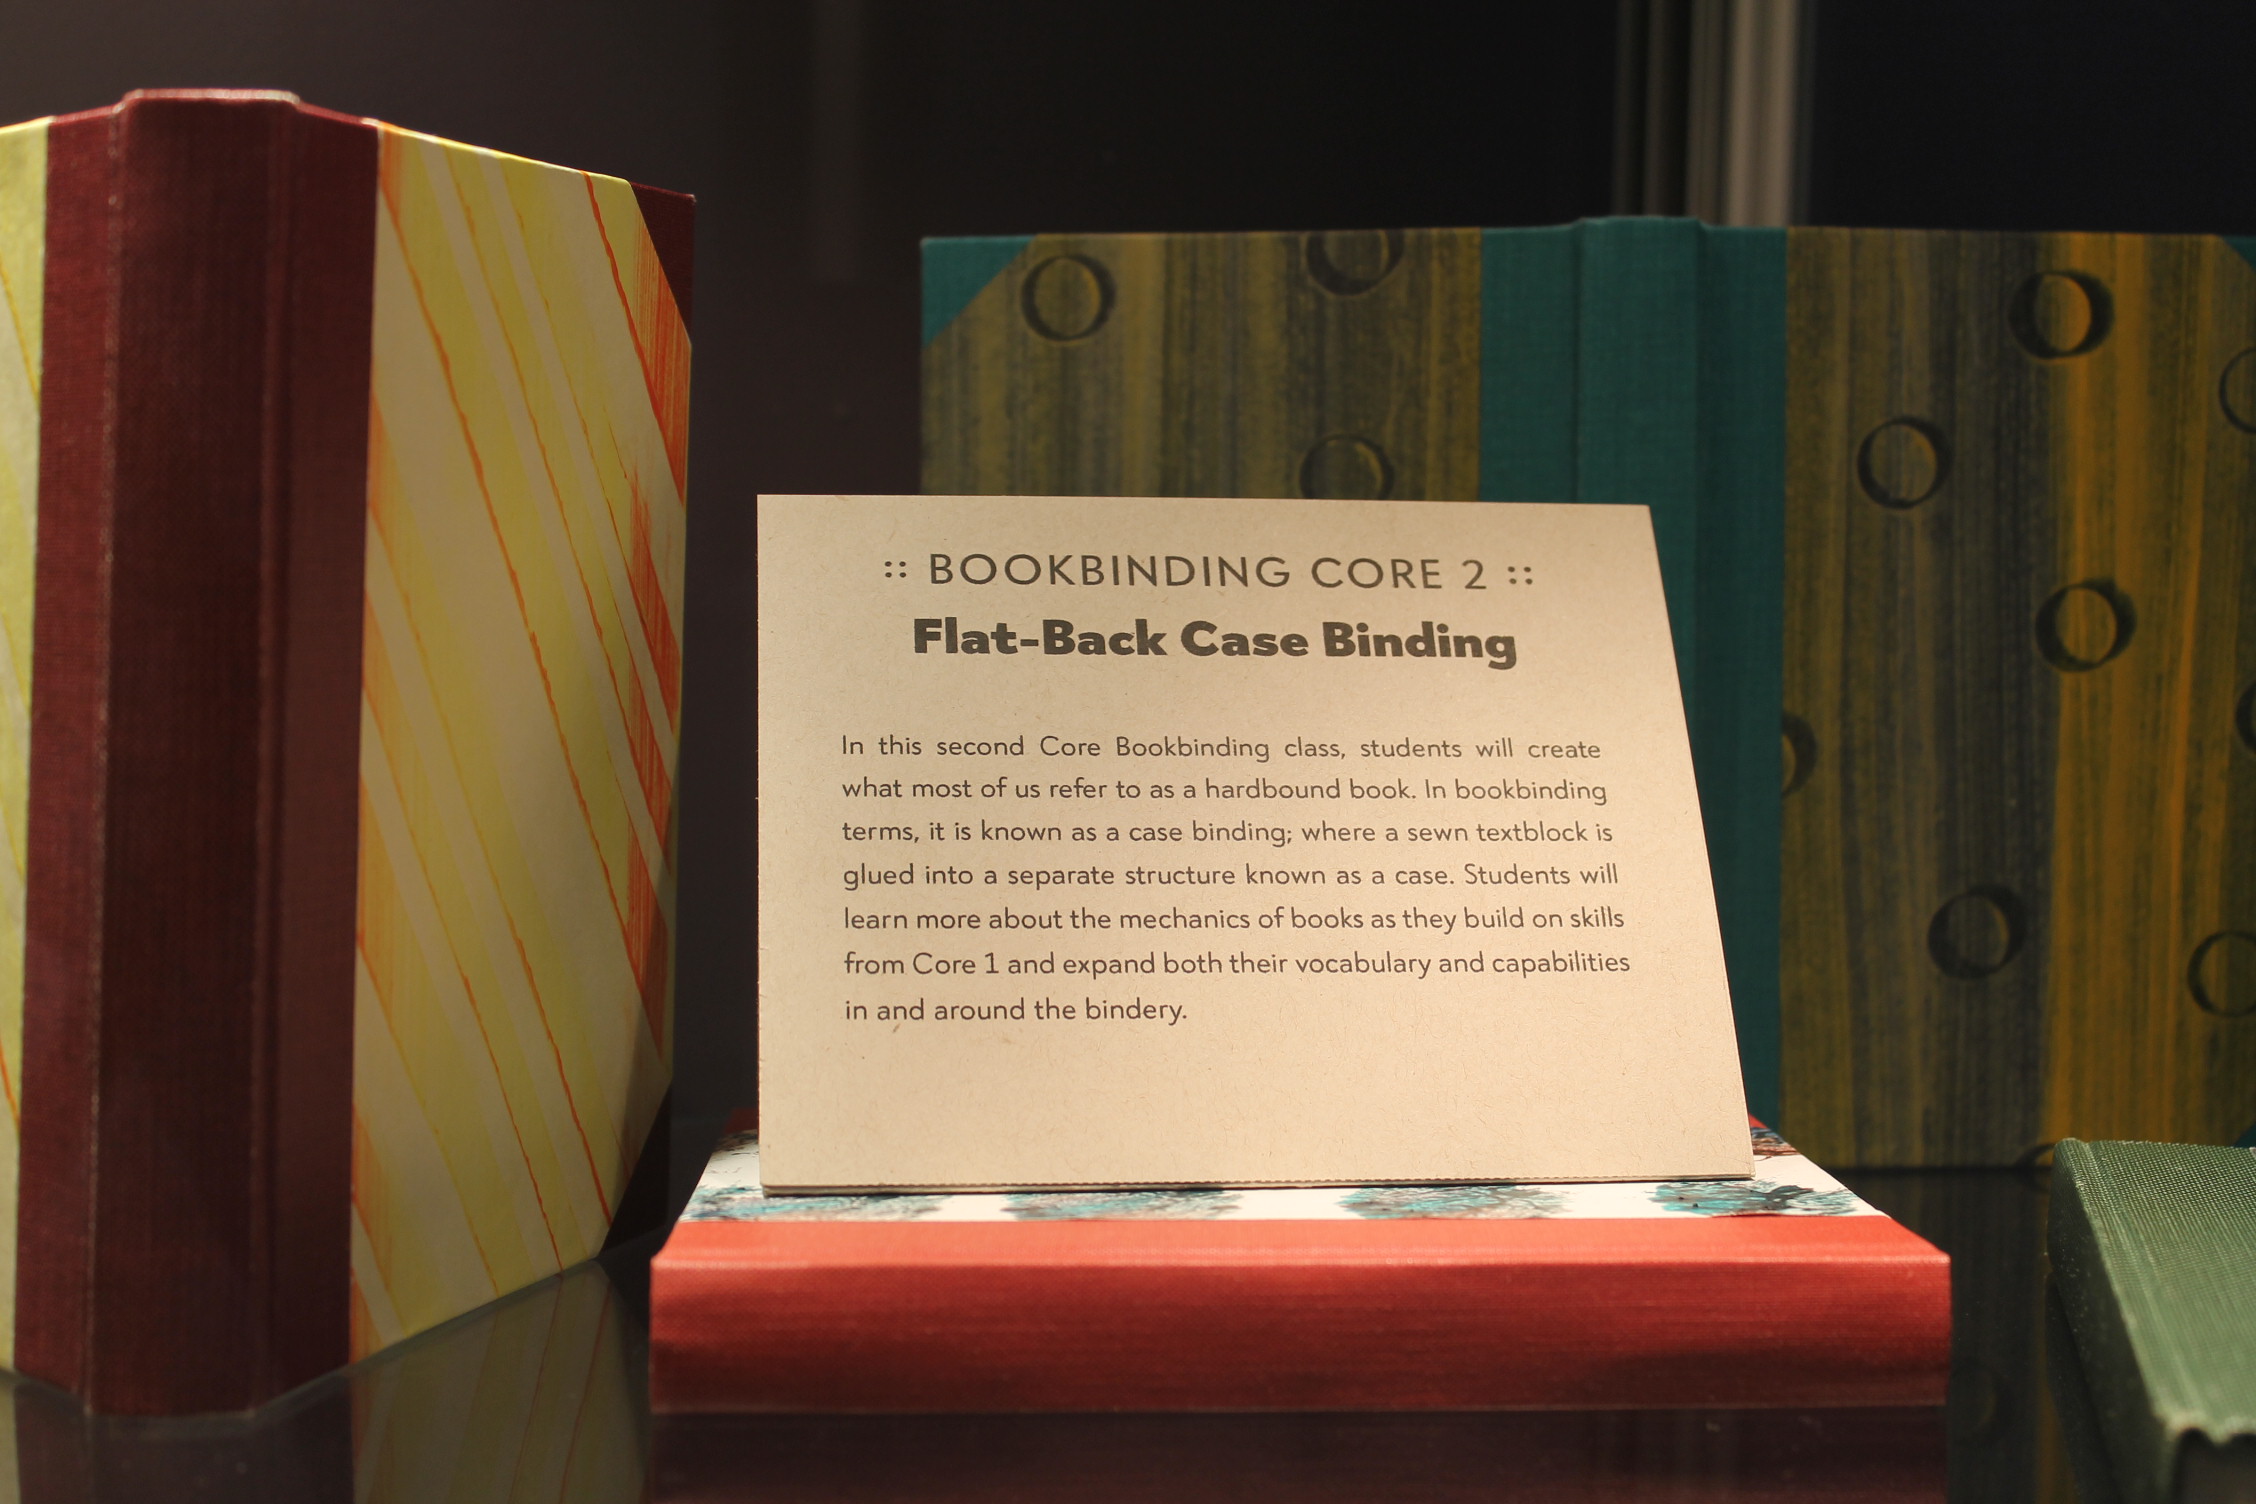 :: BOOKBINDING CORE 2 ::
Flat-Back Case Binding
In this second Core Bookbinding class, students will create
what most of us refer to as a hardbound book. In bookbinding
terms, it is known as a case binding; where a sewn textblock is
glued into a separate structure known as a case. Students will
learn more about the mechanics of books as they build on skills
from Core 1 and expand both their vocabulary and capabilities
in and around the bindery.